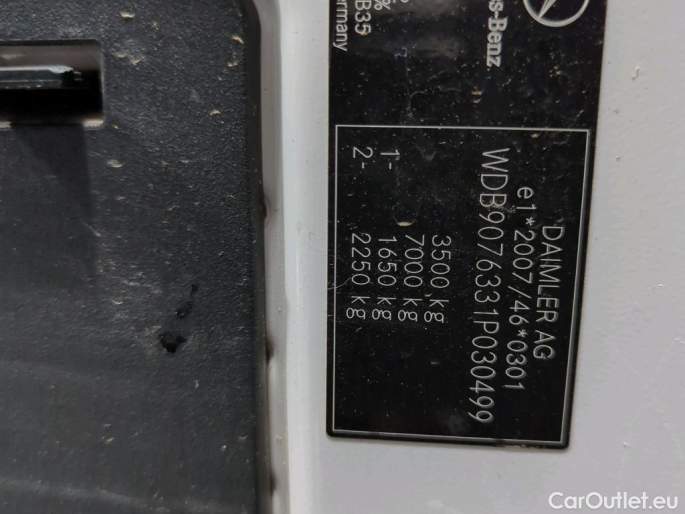 s-Benz
%
B35
ermany
DAIMLER AG
e1*2007/46*0301
WDB9076331P030499
3500 kg
7000 kg
1- 1650 kg
2- 2250 kg
CarOutlet.eu